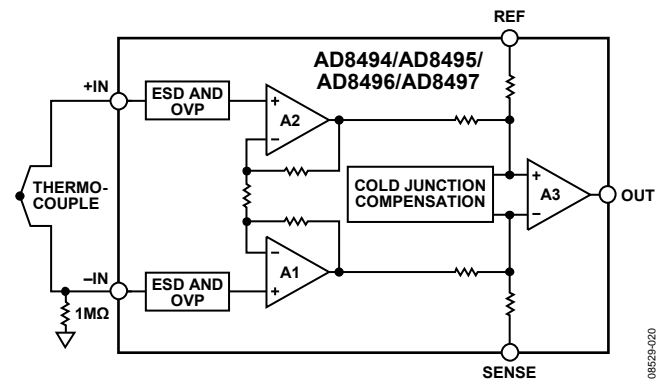 REF
AD8494/AD8495/
AD8496/AD8497
+IN
ESD AND
OVP
+
A2
–
THERMO-
COUPLE
COLD JUNCTION
COMPENSATION
+
A3
–
OUT
–
A1
+
–IN
ESD AND
OVP
1MΩ
SENSE
08529-020